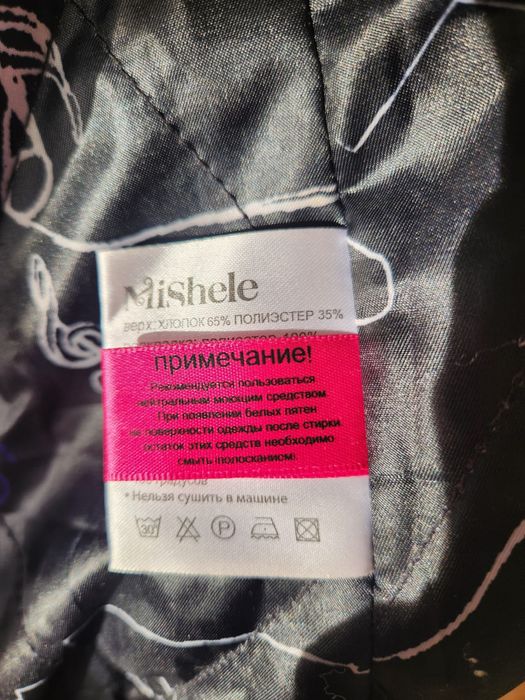 Mishele
верх: ХЛОПОК 65% ПОЛИЭСТЕР 35%
примечание!
Рекомендуется пользоваться
нейтральным моющим средством
При появлении белых пятен
на поверхности одежды после стирки
остаток этих средств необходимо
смыть (полосканием).
градусов
* Нельзя сушить в машине
30 P